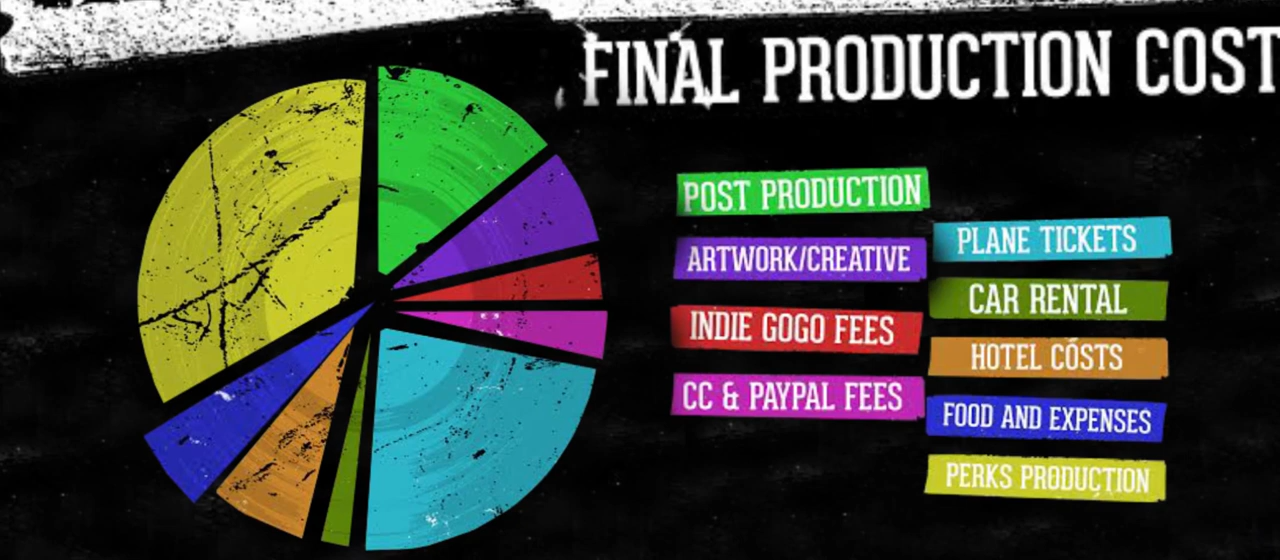 FINAL PRODUCTION COST
POST PRODUCTION
ARTWORK/CREATIVE
INDIE GOGO FEES
CC & PAYPAL FEES
PLANE TICKETS
CAR RENTAL
HOTEL COSTS
FOOD AND EXPENSES
PERKS PRODUCTION